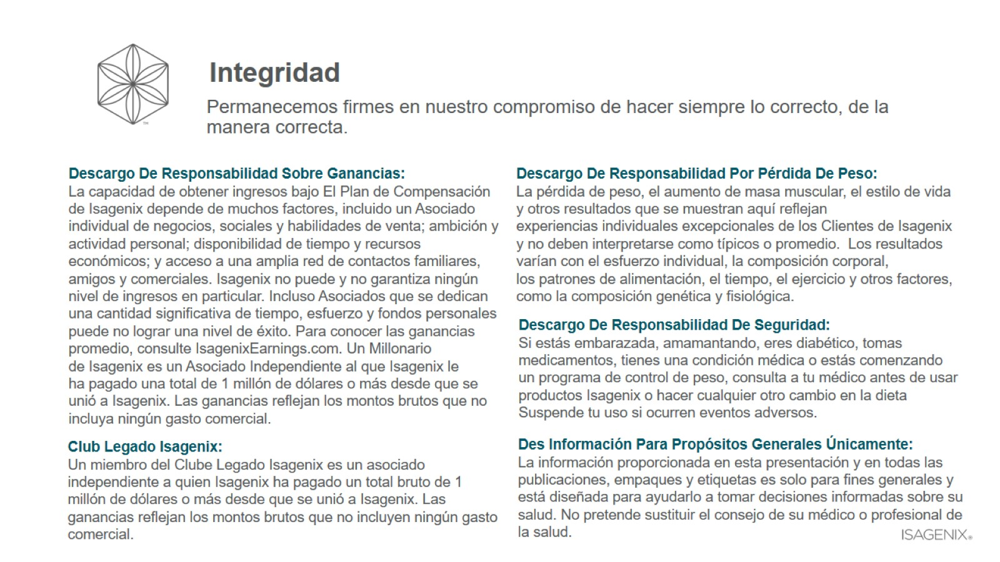 Integridad
Permanecemos firmes en nuestro compromiso de hacer siempre lo correcto, de la
manera correcta.
Descargo De Responsabilidad Sobre Ganancias:
La capacidad de obtener ingresos bajo El Plan de Compensación
de Isagenix depende de muchos factores, incluido un Asociado
individual de negocios, sociales y habilidades de venta; ambición y
actividad personal; disponibilidad de tiempo y recursos
económicos; y acceso a una amplia red de contactos familiares,
amigos y comerciales. Isagenix no puede y no garantiza ningún
nivel de ingresos en particular. Incluso Asociados que se dedican
una cantidad significativa de tiempo, esfuerzo y fondos personales
puede no lograr una nivel de éxito. Para conocer las ganancias
promedio, consulte IsagenixEarnings.com. Un Millonario
de Isagenix es un Asociado Independiente al que Isagenix le
ha pagado una total de 1 millón de dólares o más desde que se
unió a Isagenix. Las ganancias reflejan los montos brutos que no
incluya ningún gasto comercial.
Club Legado Isagenix:
Un miembro del Clube Legado Isagenix es un asociado
independiente a quien Isagenix ha pagado un total bruto de 1
millón de dólares o más desde que se unió a Isagenix. Las
ganancias reflejan los montos brutos que no incluyen ningún gasto
comercial.
Descargo De Responsabilidad Por Pérdida De Peso:
La pérdida de peso, el aumento de masa muscular, el estilo de vida
y otros resultados que se muestran aquí reflejan
experiencias individuales excepcionales de los Clientes de Isagenix
y no deben interpretarse como típicos o promedio. Los resultados
varían con el esfuerzo individual, la composición corporal,
los patrones de alimentación, el tiempo, el ejercicio y otros factores,
como la composición genética y fisiológica.
Descargo De Responsabilidad De Seguridad:
Si estás embarazada, amamantando, eres diabético, tomas
medicamentos, tienes una condición médica o estás comenzando
un programa de control de peso, consulta a tu médico antes de usar
productos Isagenix o hacer cualquier otro cambio en la dieta
Suspende tu uso si ocurren eventos adversos.
Des Información Para Propósitos Generales Únicamente:
La información proporcionada en esta presentación y en todas las
publicaciones, empaques y etiquetas es solo para fines generales y
está diseñada para ayudarlo a tomar decisiones informadas sobre su
salud. No pretende sustituir el consejo de su médico o profesional de
la salud.
ISAGENIX®
TM